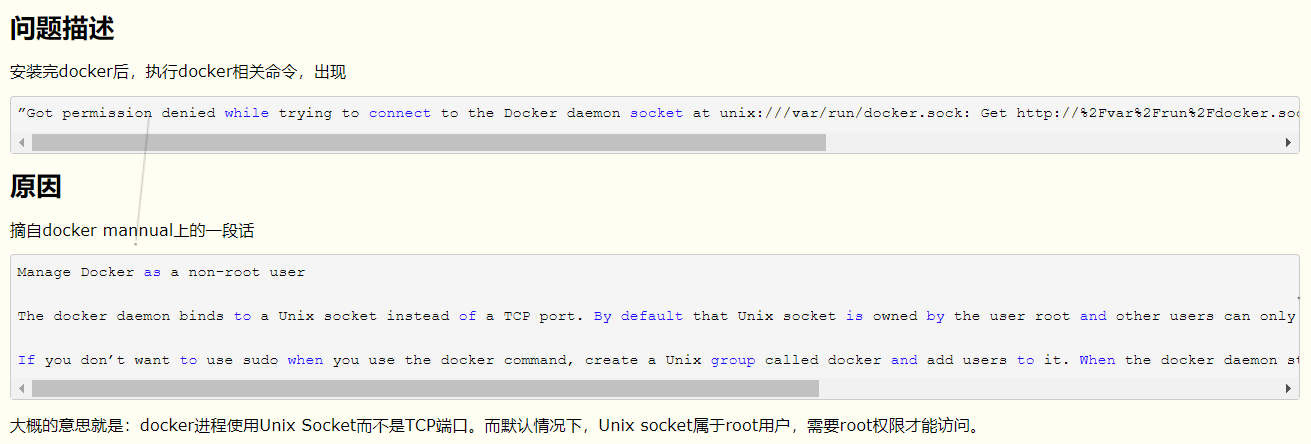 问题描述
安装完docker后，执行docker相关命令，出现
”Got permission denied while trying to connect to the Docker daemon socket at unix:///var/run/docker.sock: Get http://%2Fvar%2Frun%2Fdocker.soc
原因
摘自docker mannual上的一段话
Manage Docker as a non-root user
The docker daemon binds to a Unix socket instead of a TCP port. By default that Unix socket is owned by the user root and other users can only
If you don’t want to use sudo when you use the docker command, create a Unix group called docker and add users to it. When the docker daemon st
大概的意思就是：docker进程使用Unix Socket而不是TCP端口。而默认情况下，Unix socket属于root用户，需要root权限才能访问。